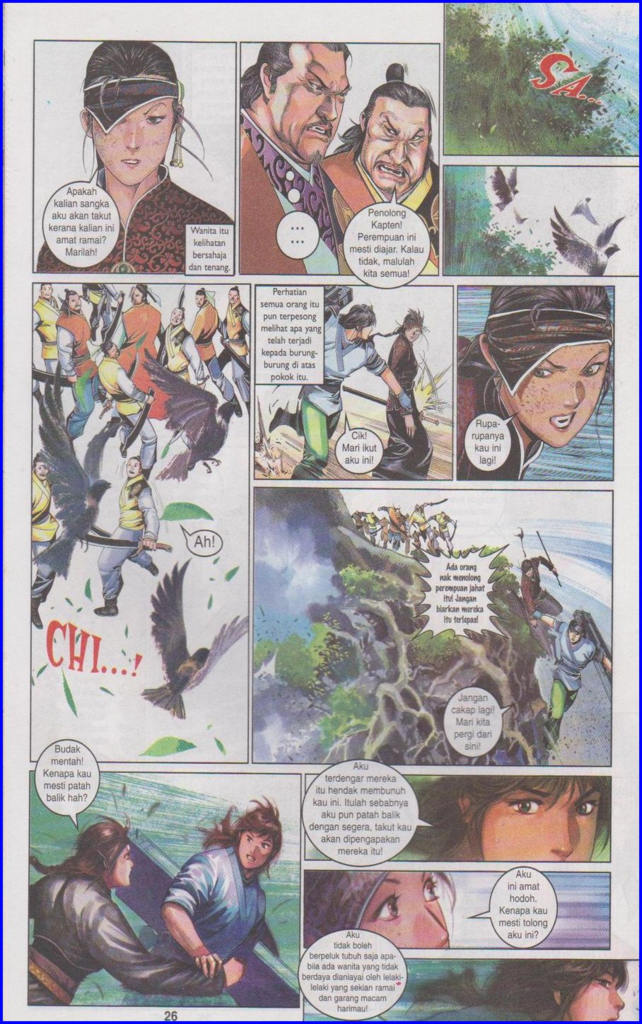 Apakah
kalian sangka
aku akan takut
kerana kalian ini
amat ramai?
Marilah!
Wanita itu
kelihatan
bersahaja
dan tenang.
...
...
Penolong
Kapten!
Perempuan ini
mesti diajar. Kalau
tidak, malulah
kita semua!
SA...
Perhatian
semua orang itu
pun terpesong
melihat apa yang
telah terjadi
kepada burung-
burung di atas
pokok itu.
Cik!
Mari ikut
aku ini!
Rupa-
rupanya
kau ini
lagi!
Ah!
CHI....!
Ada orang
nak menolong
perempuan jahat
itu! Jangan
biarkan mereka
itu terlepas!
Jangan
cakap lagi!
Mari kita
pergi dari
sini!
Budak
mentah!
Kenapa kau
mesti patah
balik hah?
Aku
terdengar mereka
itu hendak membunuh
kau ini. Itulah sebabnya
aku pun patah balik
dengan segera, takut kau
akan dipengapakan
mereka itu!
Aku
ini amat
hodoh.
Kenapa kau
mesti tolong
aku ini?
Aku
tidak boleh
berpeluk tubuh saja apa-
bila ada wanita yang tidak
berdaya dianiayai oleh lelaki-
lelaki yang sekian ramai
dan garang macam
harimau!
26